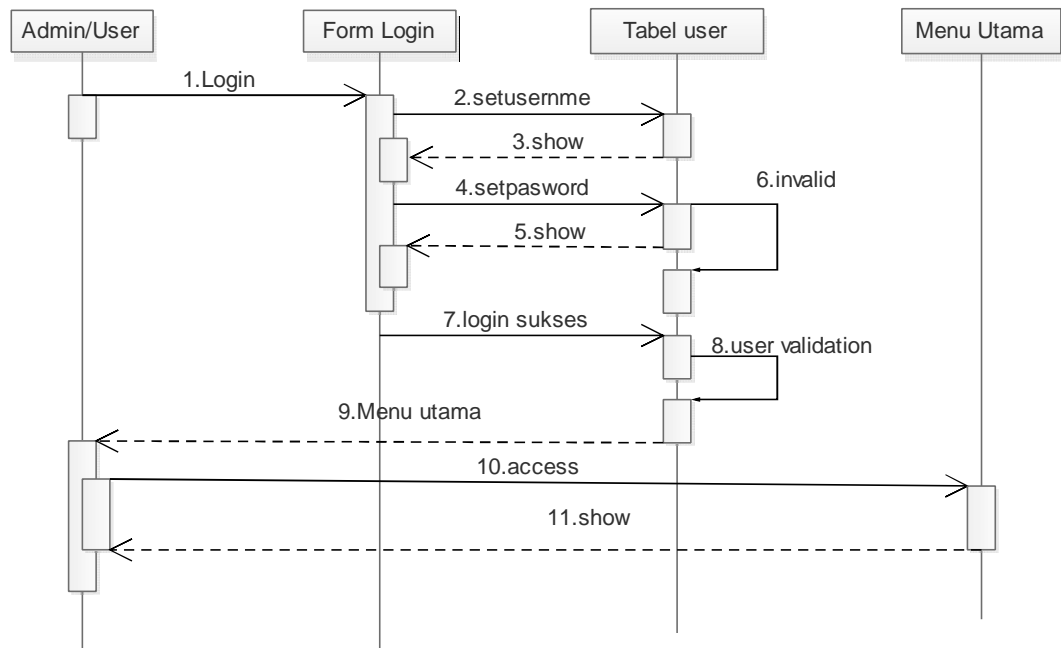 Admin/User
Form Login
Tabel user
Menu Utama
1.Login
2.setusernme
3.show
4.setpasword
6.invalid
5.show
7.login sukses
8.user validation
9.Menu utama
10.access
11.show